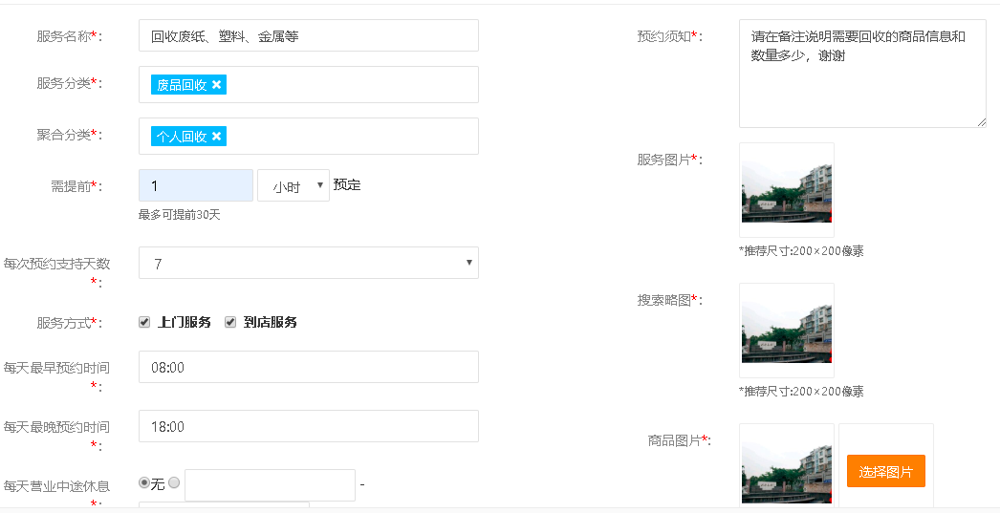 服务名称*：
回收废纸、塑料、金属等
服务分类*：
废品回收 ✖
聚合分类*：
个人回收 ✖
需提前*：
1 小时 预定
最多可提前30天
每次预约支持天数
*：
7
服务方式*：
上门服务 到店服务
每天最早预约时间
*：
08:00
每天最晚预约时间
*：
18:00
每天营业中途休息
*：
无 -
预约须知*：
请在备注说明需要回收的商品信息和
数量多少，谢谢
服务图片*：
*推荐尺寸:200×200像素
搜索略图*：
*推荐尺寸:200×200像素
商品图片*：
选择图片